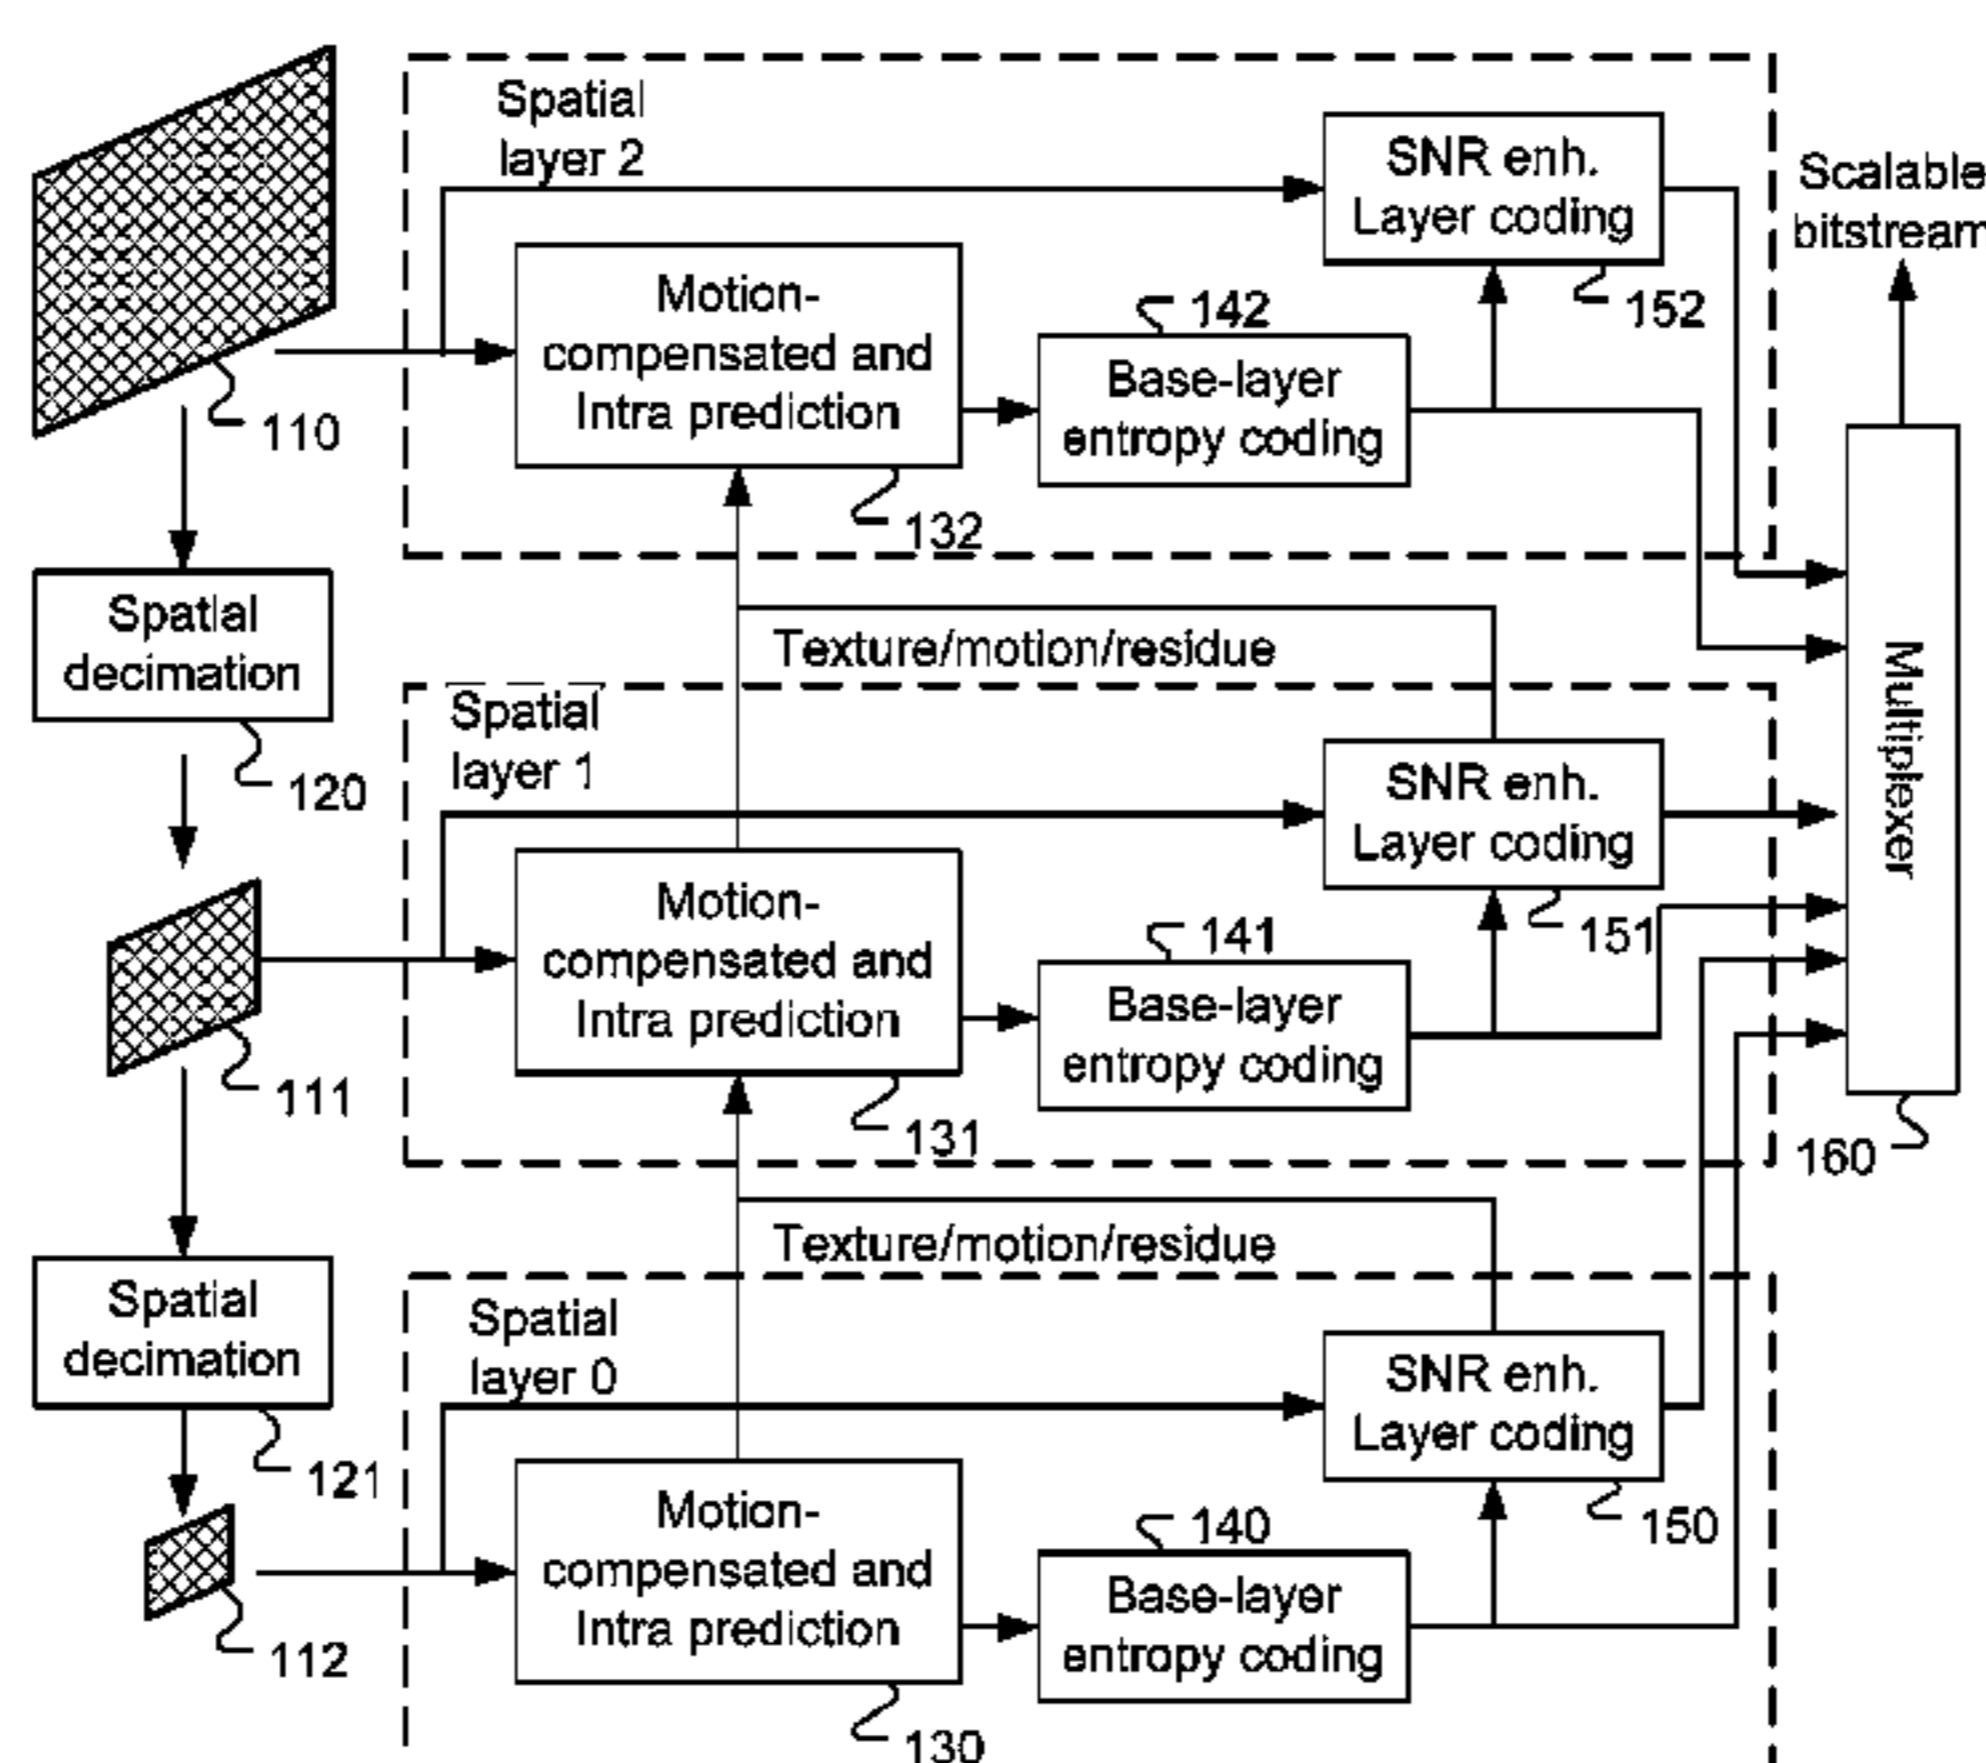 Spatial
layer 2
SNR enh.
Layer coding
Scalable
bitstream
Motion-
compensated and
Intra prediction
142
152
Base-layer
entropy coding
110
132
Spatial
decimation
Texture/motion/residue
120
Spatial
layer 1
SNR enh.
Layer coding
Multiplexer
Motion-
compensated and
Intra prediction
141
151
Base-layer
entropy coding
111
131
160
Texture/motion/residue
Spatial
decimation
Spatial
layer 0
SNR enh.
Layer coding
121
Motion-
compensated and
Intra prediction
140
150
Base-layer
entropy coding
112
130